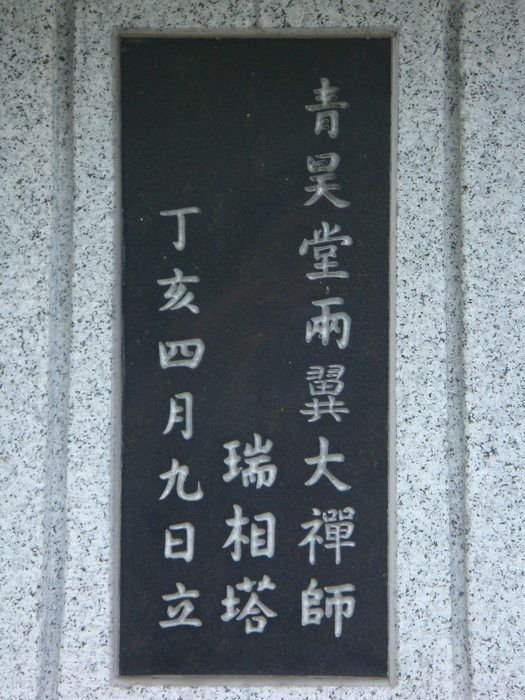 青昊堂兩翼大禪師
瑞相塔
丁亥四月九日立